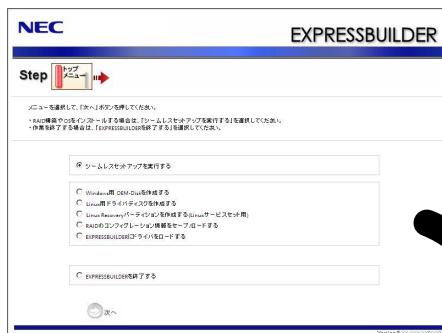 NEC
EXPRESSBUILDER
Step トップメニュー
メニューを選択して、「次へ」ボタンを押してください。
・RAID構築やOSをインストールする場合は、「シームレスセットアップを実行する」を選択してください。
・作業を終了する場合は、「EXPRESSBUILDERを終了する」を選択してください。
シームレスセットアップを実行する
Windows用 OEM-Diskを作成する
Linux用 ドライバディスクを作成する
Linux Recoveryパーティションを作成する(Linuxサービスセット用)
RAIDのコンフィグレーション情報をセーブ/ロードする
EXPRESSBUILDERにドライバをロードする
EXPRESSBUILDERを終了する
次へ
Version